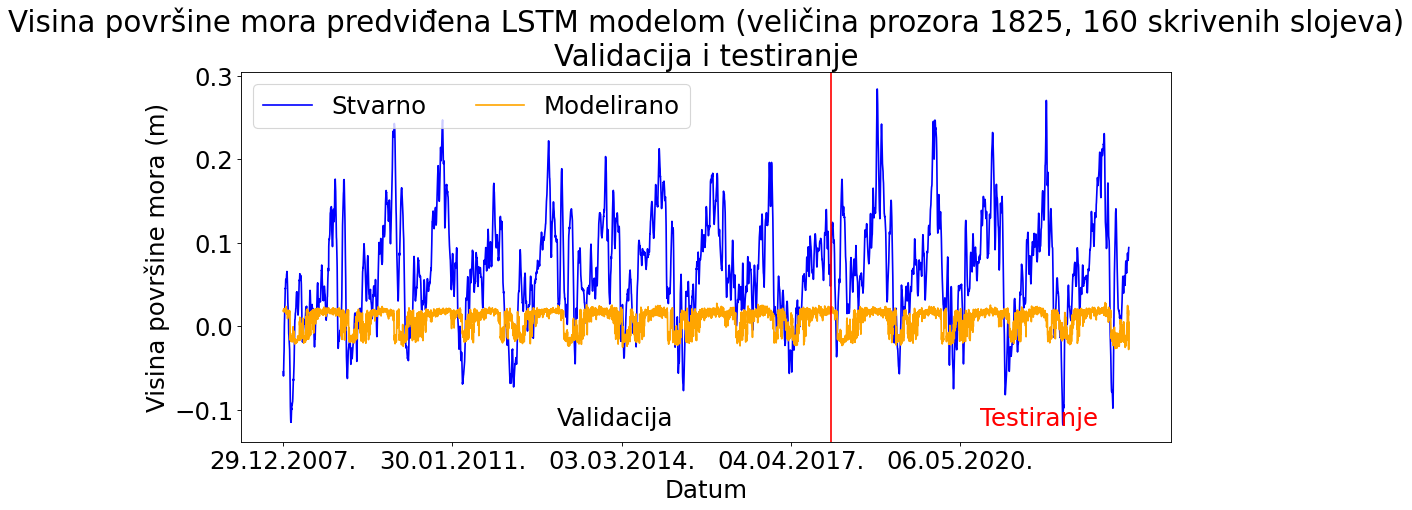 Visina površine mora predviđena LSTM modelom (veličina prozora 1825, 160 skrivenih slojeva)
Validacija i testiranje
Stvarno
Modelirano
Visina površine mora (m)
0.3
0.2
0.1
0.0
−0.1
Validacija
Testiranje
29.12.2007.
30.01.2011.
03.03.2014.
04.04.2017.
06.05.2020.
Datum